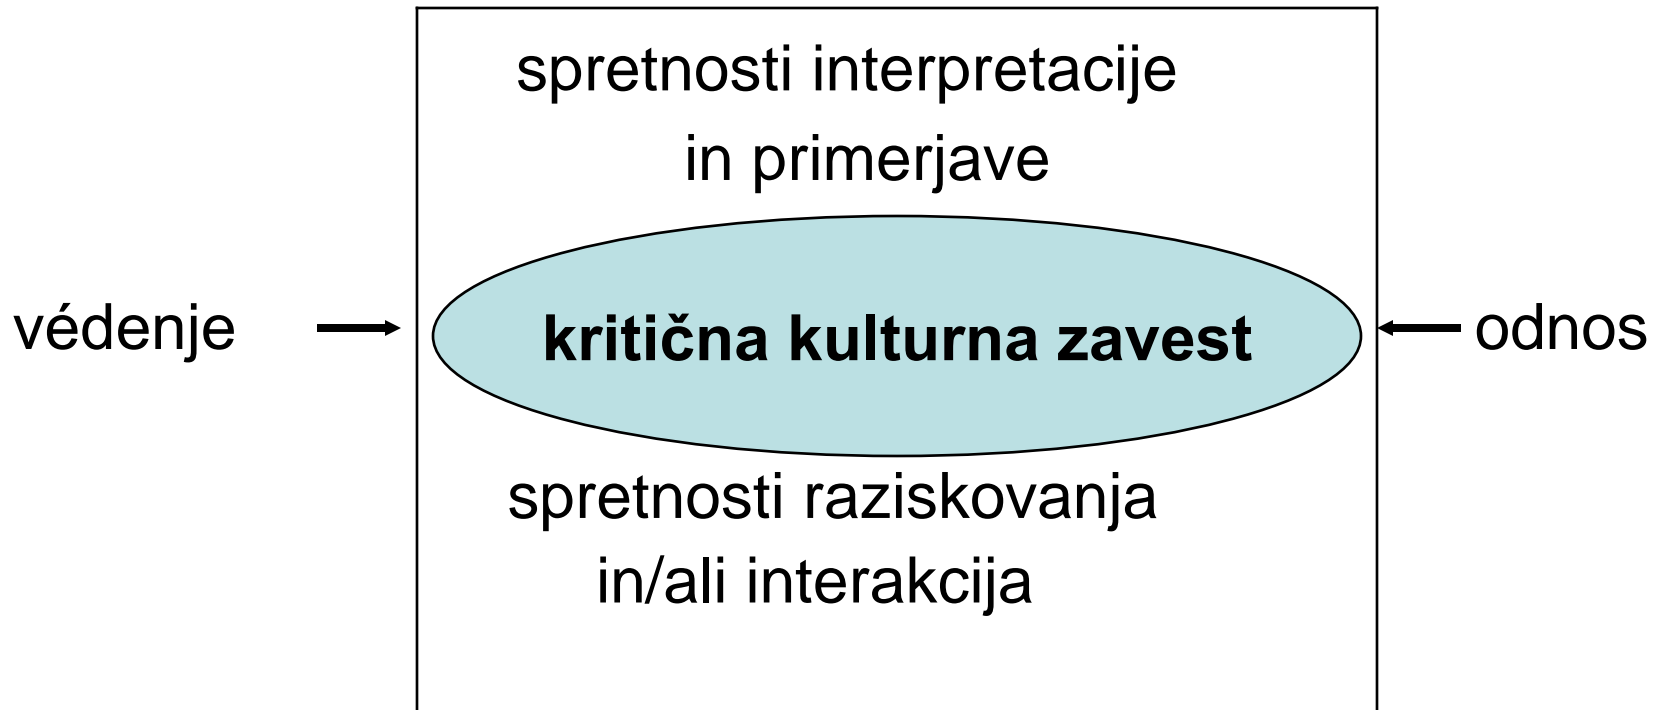 spretnosti interpretacije
in primerjave
védenje
kritična kulturna zavest
odnos
spretnosti raziskovanja
in/ali interakcija